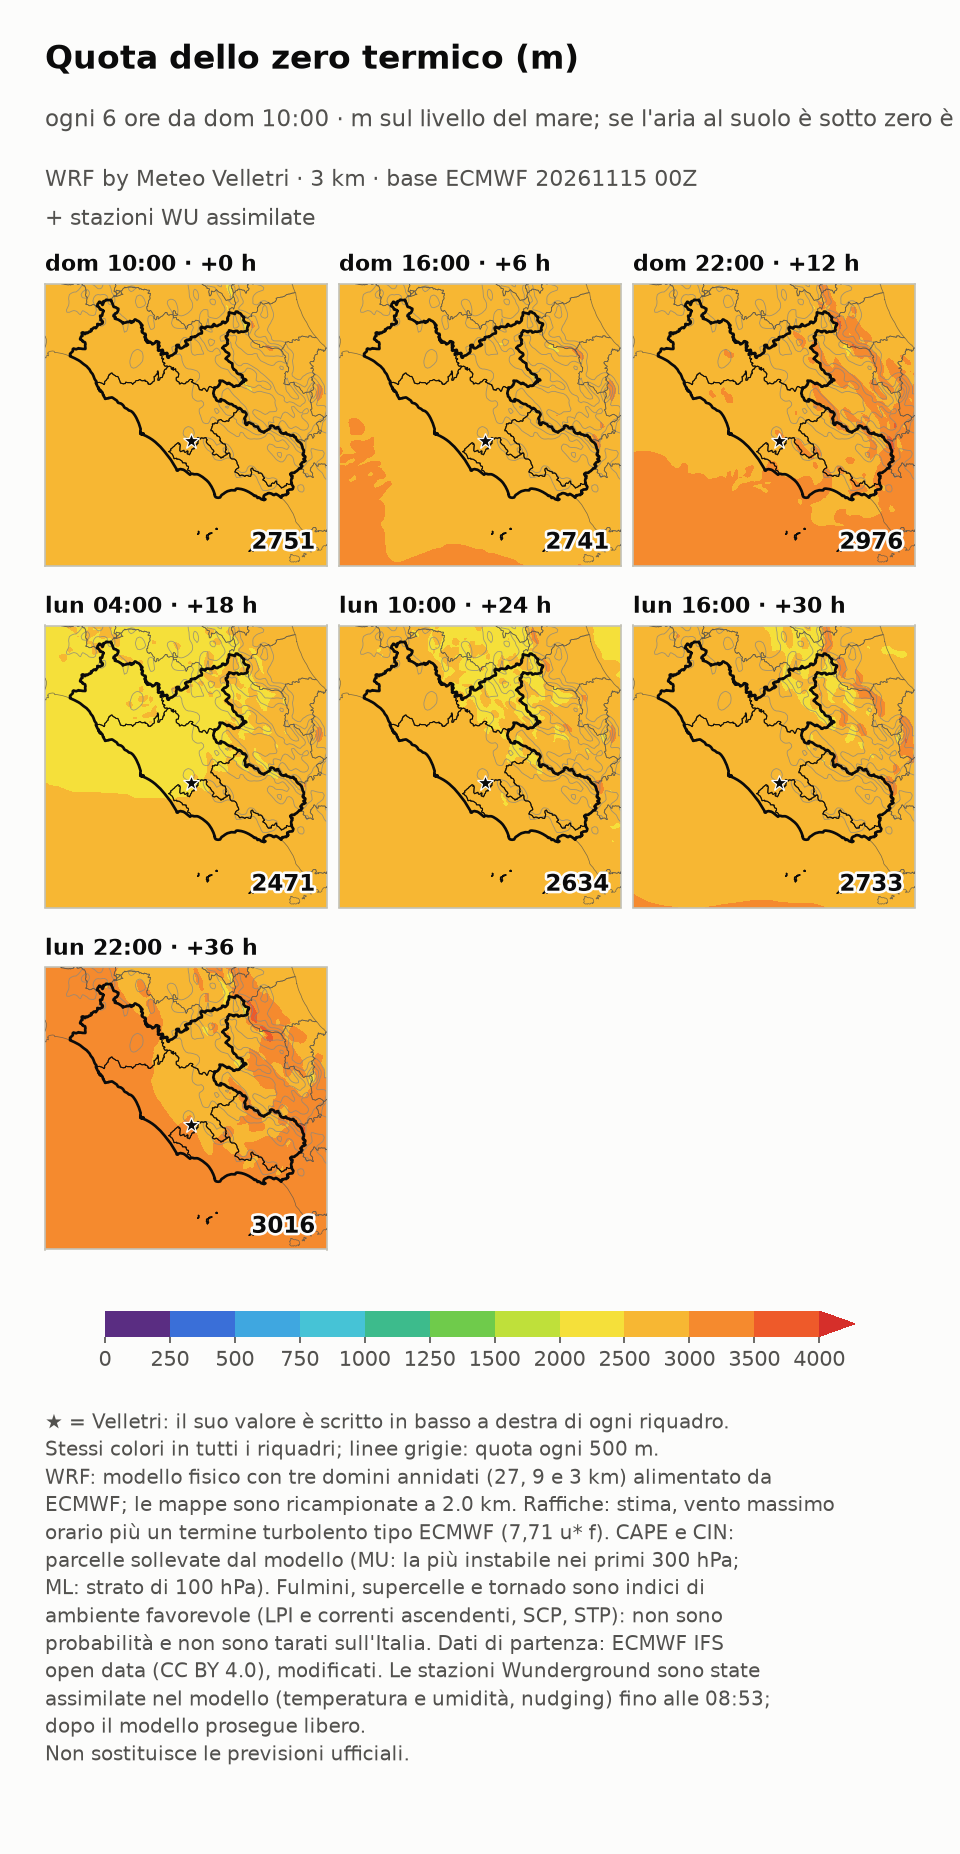 Quota dello zero termico (m)
ogni 6 ore da dom 10:00 · m sul livello del mare; se l'aria al suolo è sotto zero è
WRF by Meteo Velletri · 3 km · base ECMWF 20261115 00Z
+ stazioni WU assimilate
dom 10:00 · +0 h
dom 16:00 · +6 h
dom 22:00 · +12 h
2751
2741
2976
lun 04:00 · +18 h
lun 10:00 · +24 h
lun 16:00 · +30 h
2471
2634
2733
lun 22:00 · +36 h
3016
0 250 500 750 1000 1250 1500 2000 2500 3000 3500 4000
★ = Velletri: il suo valore è scritto in basso a destra di ogni riquadro.
Stessi colori in tutti i riquadri; linee grigie: quota ogni 500 m.
WRF: modello fisico con tre domini annidati (27, 9 e 3 km) alimentato da
ECMWF; le mappe sono ricampionate a 2.0 km. Raffiche: stima, vento massimo
orario più un termine turbolento tipo ECMWF (7,71 u* f). CAPE e CIN:
parcelle sollevate dal modello (MU: la più instabile nei primi 300 hPa;
ML: strato di 100 hPa). Fulmini, supercelle e tornado sono indici di
ambiente favorevole (LPI e correnti ascendenti, SCP, STP): non sono
probabilità e non sono tarati sull'Italia. Dati di partenza: ECMWF IFS
open data (CC BY 4.0), modificati. Le stazioni Wunderground sono state
assimilate nel modello (temperatura e umidità, nudging) fino alle 08:53;
dopo il modello prosegue libero.
Non sostituisce le previsioni ufficiali.